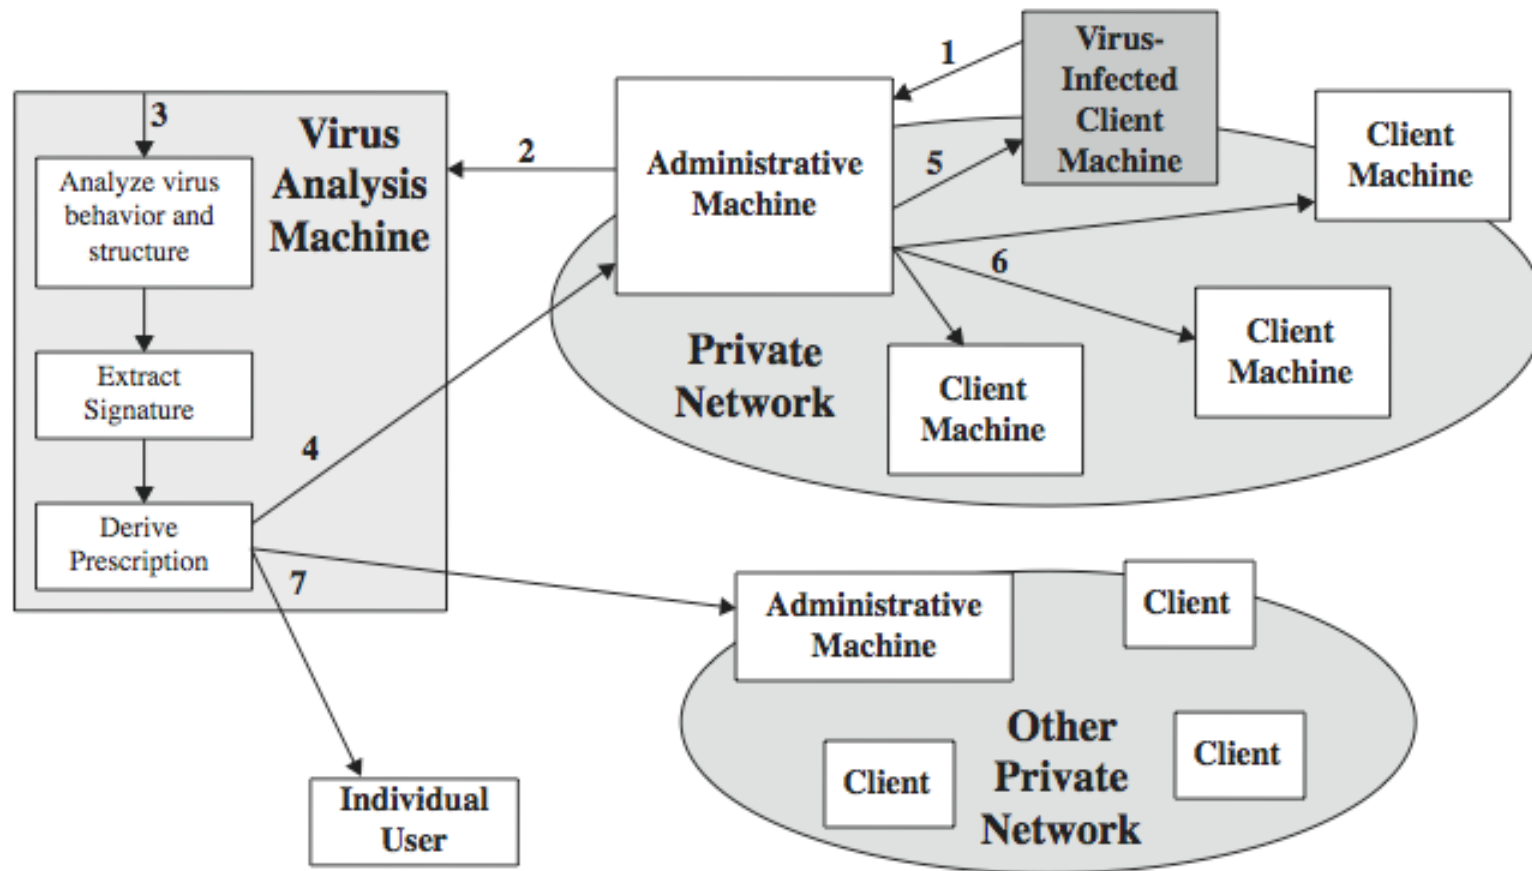 3
Virus
Analysis
Machine
Analyze virus
behavior and
structure
Extract
Signature
Derive
Prescription
2
4
7
1
Administrative
Machine
5
6
Virus-
Infected
Client
Machine
Client
Machine
Client
Machine
Client
Machine
Private
Network
Administrative
Machine
Client
Client
Client
Other
Private
Network
Individual
User